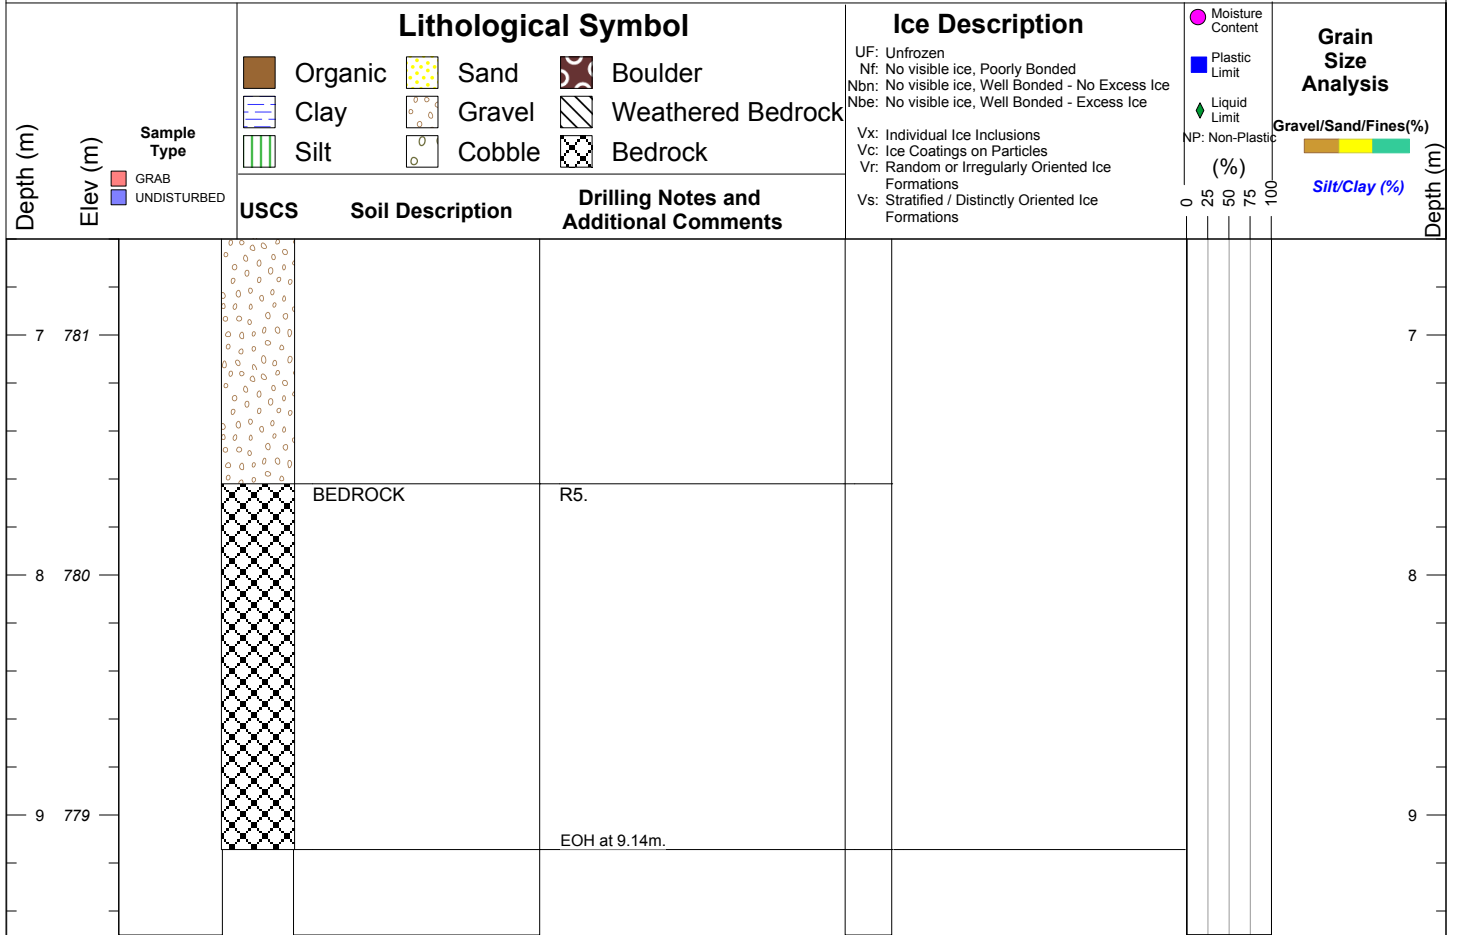 Lithological Symbol
Organic
Sand
Boulder
Clay
Gravel
Weathered Bedrock
Silt
Cobble
Bedrock
Depth (m)
Elev (m)
Sample
Type
GRAB
UNDISTURBED
USCS
Soil Description
Drilling Notes and
Additional Comments
Ice Description
UF: Unfrozen
Nf: No visible ice, Poorly Bonded
Nbn: No visible ice, Well Bonded - No Excess Ice
Nbe: No visible ice, Well Bonded - Excess Ice
Vx: Individual Ice Inclusions
Vc: Ice Coatings on Particles
Vr: Random or Irregularly Oriented Ice
Formations
Vs: Stratified / Distinctly Oriented Ice
Formations
Moisture
Content
Plastic
Limit
Liquid
Limit
NP: Non-Plastic
(%)
0 25 50 75 100
Grain
Size
Analysis
Gravel/Sand/Fines(%)
Silt/Clay (%)
Depth (m)
7 781 7
BEDROCK R5.
8 780 8
9 779 9
EOH at 9.14m.